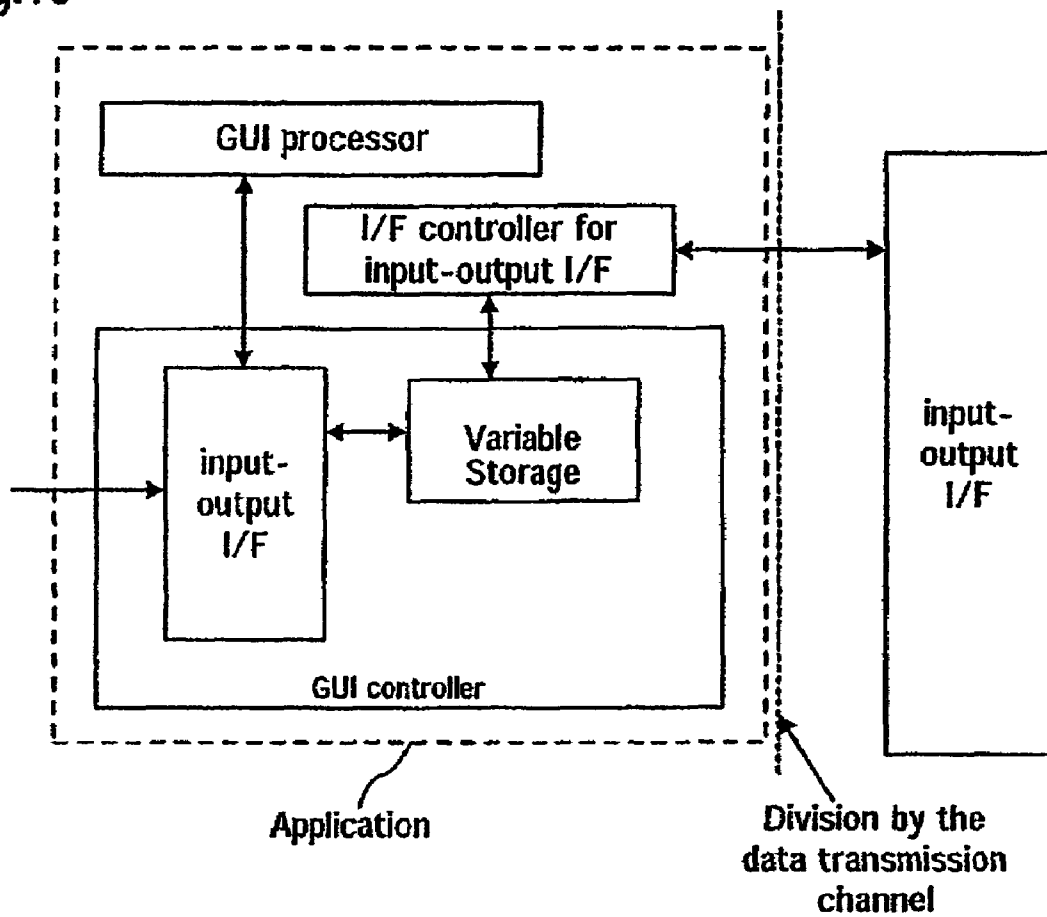 GUI processor
I/F controller for
input-output I/F
input-
output
I/F
Variable
Storage
GUI controller
input-
output
I/F
Application
Division by the
data transmission
channel